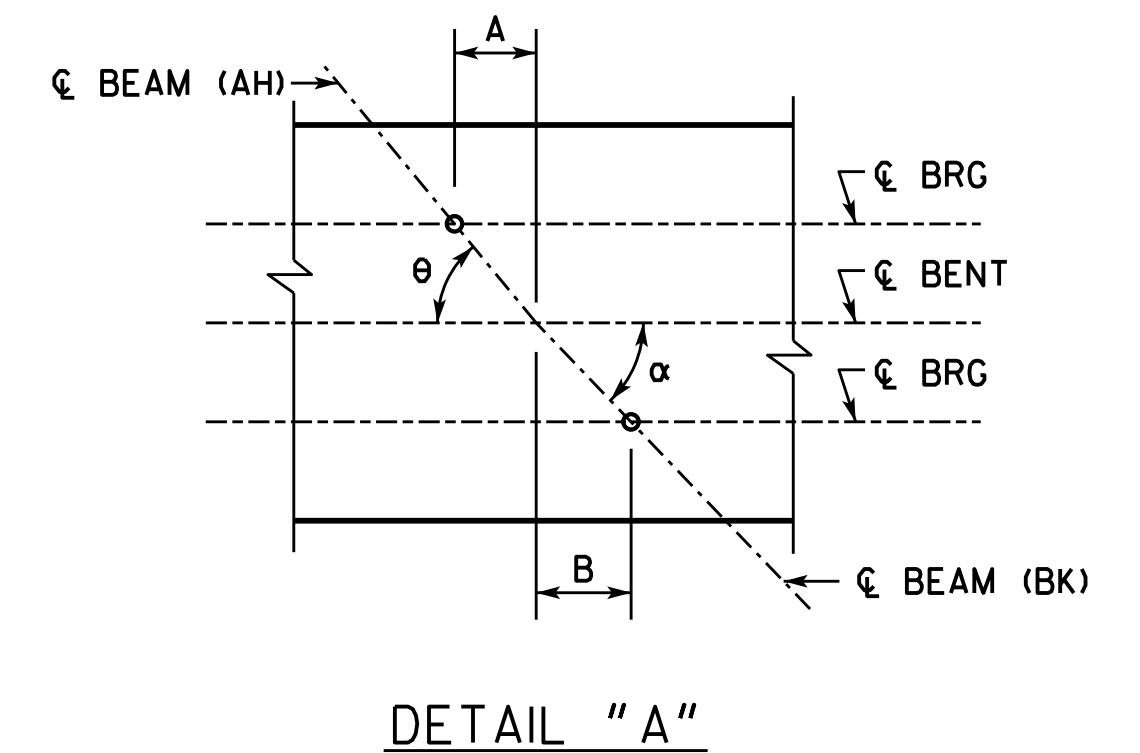 A
℄ BEAM (AH)
℄ BRG
θ
℄ BENT
α
℄ BRG
B
℄ BEAM (BK)
DETAIL "A"